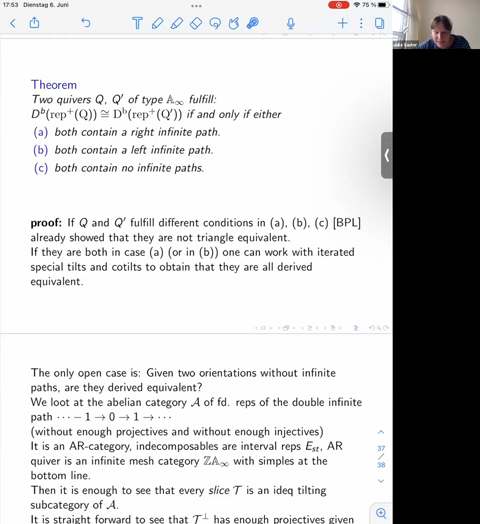 17:53 Dienstag 6. Juni
75 %
Theorem
Two quivers Q, Q′ of type 𝔸∞ fulfill:
Dᵇ(rep⁺(Q)) ≅ Dᵇ(rep⁺(Q′)) if and only if either
(a) both contain a right infinite path.
(b) both contain a left infinite path.
(c) both contain no infinite paths.
proof: If Q and Q′ fulfill different conditions in (a), (b), (c) [BPL]
already showed that they are not triangle equivalent.
If they are both in case (a) (or in (b)) one can work with iterated
special tilts and cotilts to obtain that they are all derived
equivalent.
The only open case is: Given two orientations without infinite
paths, are they derived equivalent?
We loot at the abelian category 𝒜 of fd. reps of the double infinite
path ⋯ − 1 → 0 → 1 → ⋯
(without enough projectives and without enough injectives)
It is an AR-category, indecomposables are interval reps Eₛₜ, AR
quiver is an infinite mesh category ℤ𝔸∞ with simples at the
bottom line.
Then it is enough to see that every slice 𝒯 is an ideq tilting
subcategory of 𝒜.
It is straight forward to see that 𝒯⊥ has enough projectives given
37
/
38